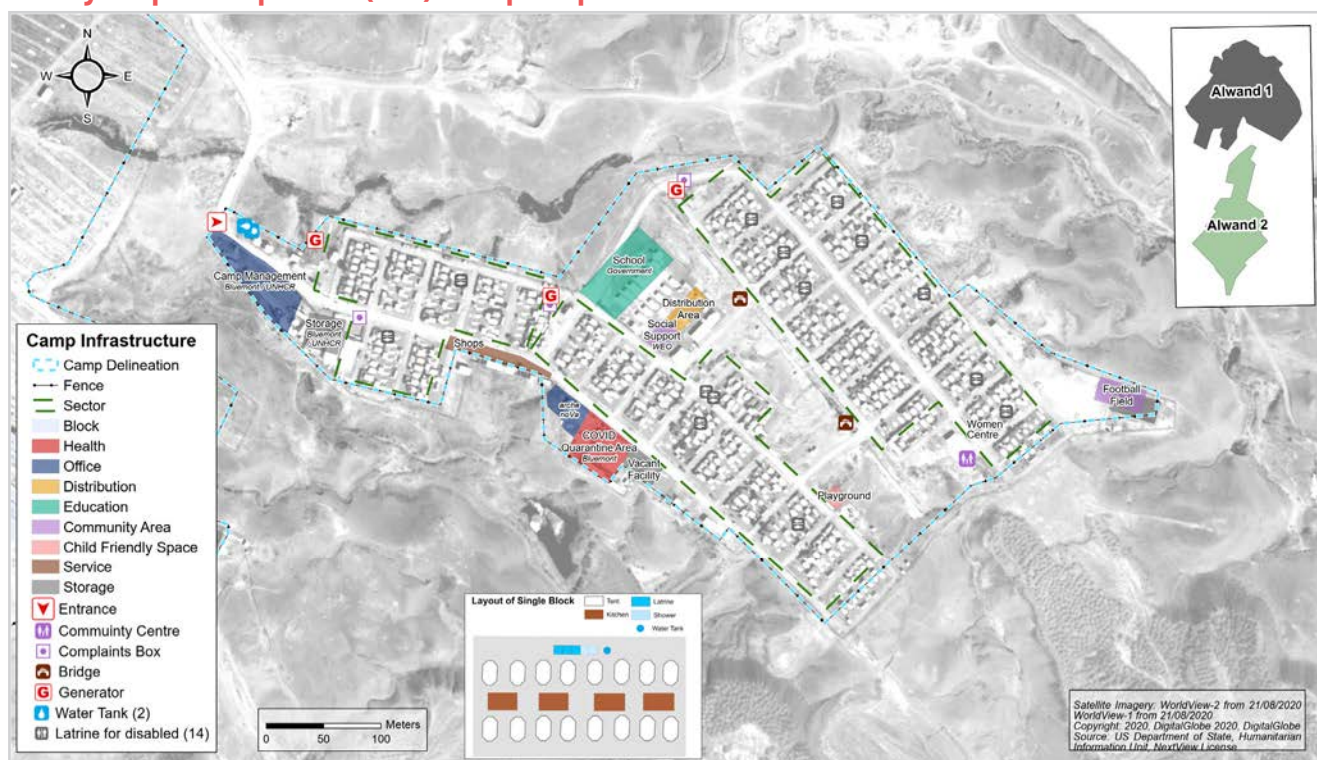 N
W
E
S
Alwand 1
Alwand 2
G
G
G
School
Government
Camp Management
Bluemont / UNHCR
Distribution
Area
Social
Support
WEO
Storage
Bluemont
UNHCR
Shops
Football
Field
arche
noVa
COVID
Quarantine Area
Bluemont
Women
Centre
Vacant
Facility
Playground
Camp Infrastructure
Camp Delineation
Fence
Sector
Block
Health
Office
Distribution
Education
Community Area
Child Friendly Space
Service
Storage
Entrance
Commuinty Centre
Complaints Box
Bridge
G Generator
Water Tank (2)
Latrine for disabled (14)
Meters
0 50 100
Layout of Single Block
Tent
Latrine
Kitchen
Shower
Water Tank
Satellite Imagery: WorldView-2 from 21/08/2020
WorldView-1 from 21/08/2020
Copyright: 2020, DigitalGlobe 2020, DigitalGlobe
Source: US Department of State, Humanitarian
Information Unit, NextView License